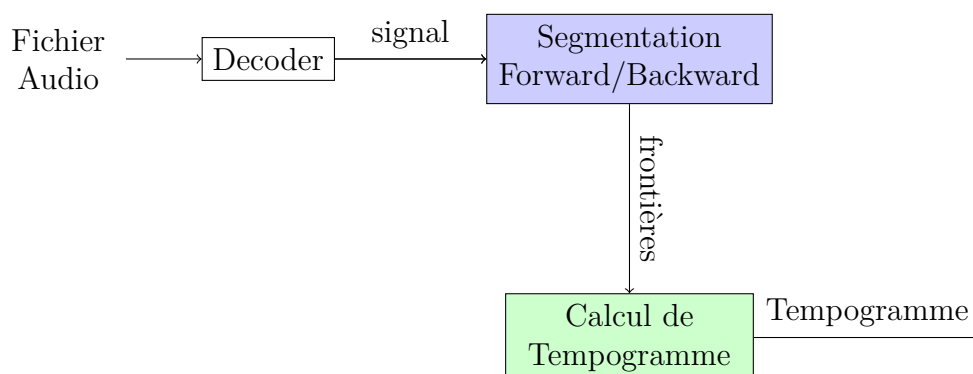 Fichier
Audio
Decoder
signal
Segmentation
Forward/Backward
frontières
Calcul de
Tempogramme
Tempogramme